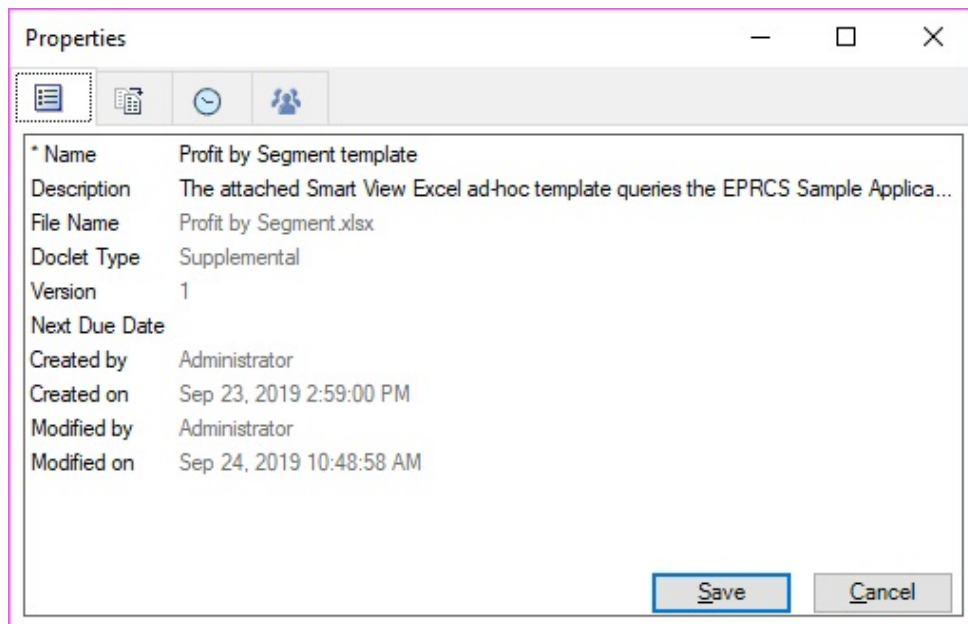 Properties
* Name Profit by Segment template
Description The attached Smart View Excel ad-hoc template queries the EPRCS Sample Applica...
File Name Profit by Segment.xlsx
Doclet Type Supplemental
Version 1
Next Due Date
Created by Administrator
Created on Sep 23, 2019 2:59:00 PM
Modified by Administrator
Modified on Sep 24, 2019 10:48:58 AM
Save Cancel